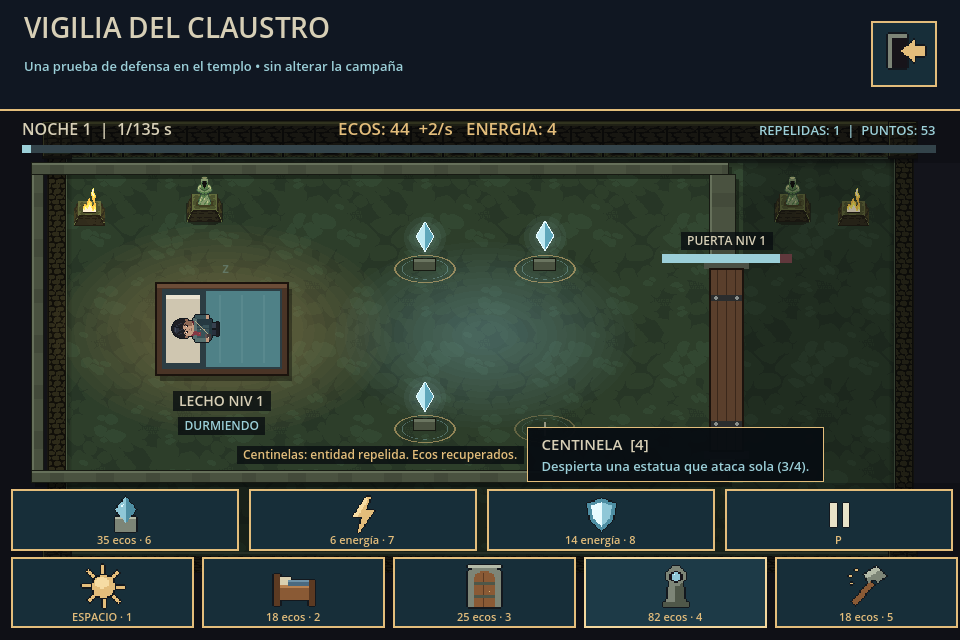 VIGILIA DEL CLAUSTRO
Una prueba de defensa en el templo • sin alterar la campaña
NOCHE 1 | 1/135 s
ECOS: 44 +2/s ENERGIA: 4
REPELIDAS: 1 | PUNTOS: 53
PUERTA NIV 1
Z
LECHO NIV 1
DURMIENDO
Centinelas: entidad repelida. Ecos recuperados.
CENTINELA [4]
Despierta una estatua que ataca sola (3/4).
35 ecos · 6
6 energía · 7
14 energía · 8
P
ESPACIO · 1
18 ecos · 2
25 ecos · 3
82 ecos · 4
18 ecos · 5